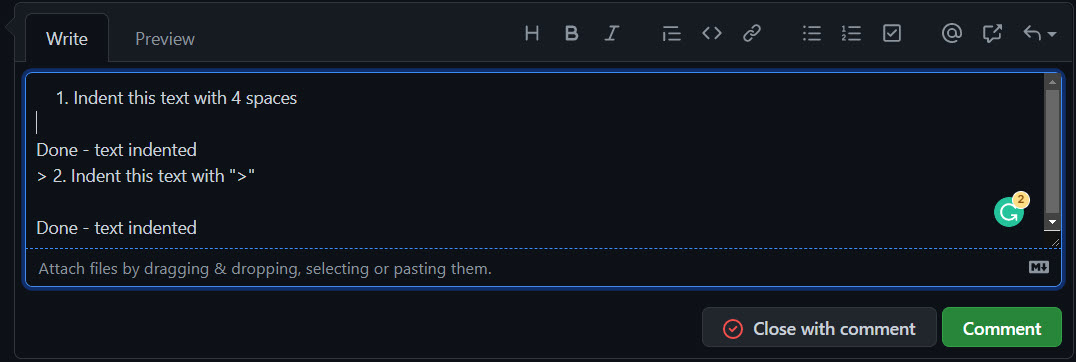 Write Preview H B I @
1. Indent this text with 4 spaces
Done - text indented
> 2. Indent this text with ">"
2
Done - text indented
Attach files by dragging & dropping, selecting or pasting them.
Close with comment Comment